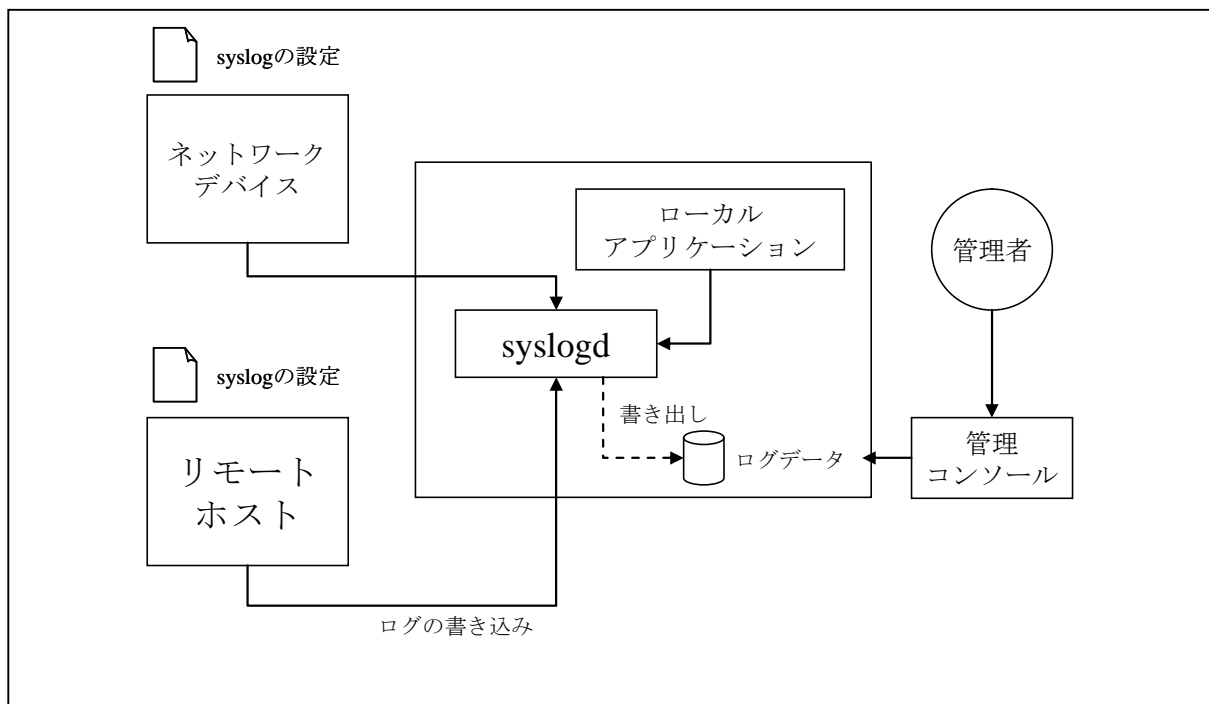 syslogの設定
ネットワーク
デバイス
ローカル
アプリケーション
管理者
syslogd
syslogの設定
書き出し
ログデータ
管理
コンソール
リモート
ホスト
ログの書き込み